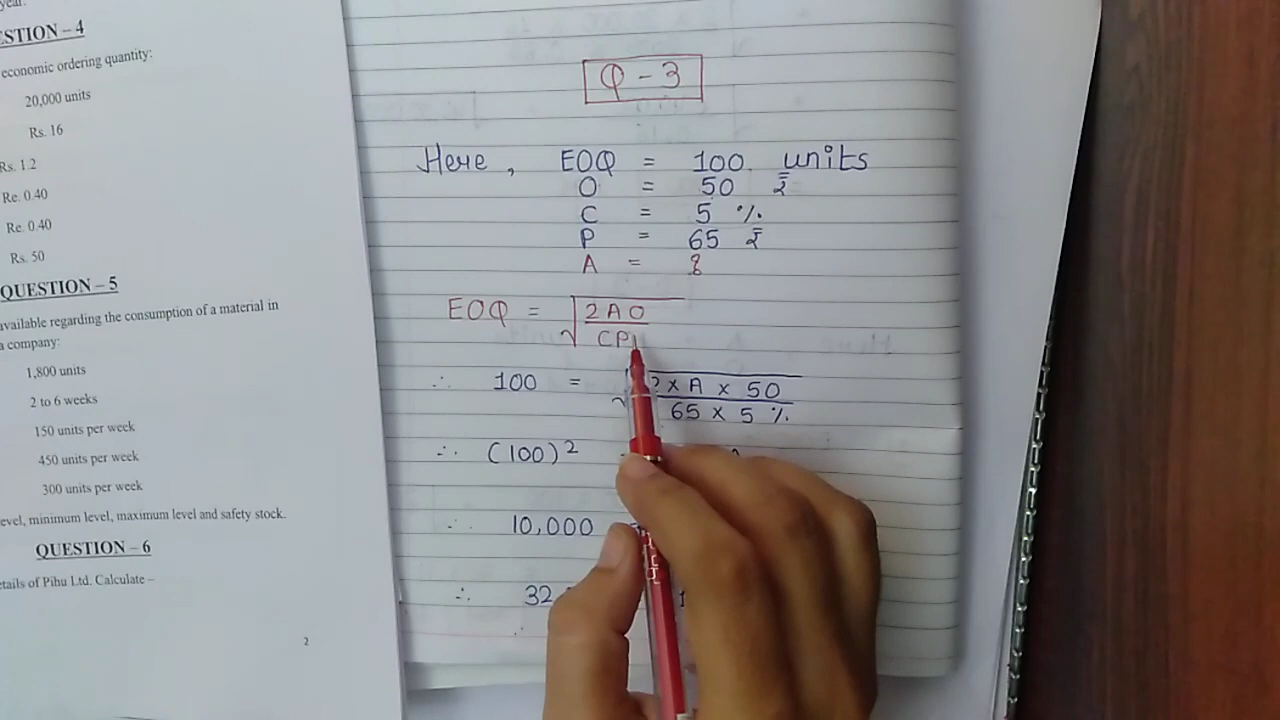 year.
ESTION – 4
economic ordering quantity:
20,000 units
Rs. 16
Rs. 1.2
Re. 0.40
Re. 0.40
Rs. 50
QUESTION – 5
available regarding the consumption of a material in
a company:
1,800 units
2 to 6 weeks
150 units per week
450 units per week
300 units per week
evel, minimum level, maximum level and safety stock.
QUESTION – 6
etails of Pihu Ltd. Calculate –
2
Q - 3
Here, EOQ = 100 units
O = 50 ₹
C = 5 %
P = 65 ₹
A = ?
EOQ = √ 2AO
CP
∴ 100 = 2 x A x 50
65 x 5 %
∴ (100)²
∴ 10,000
∴ 32